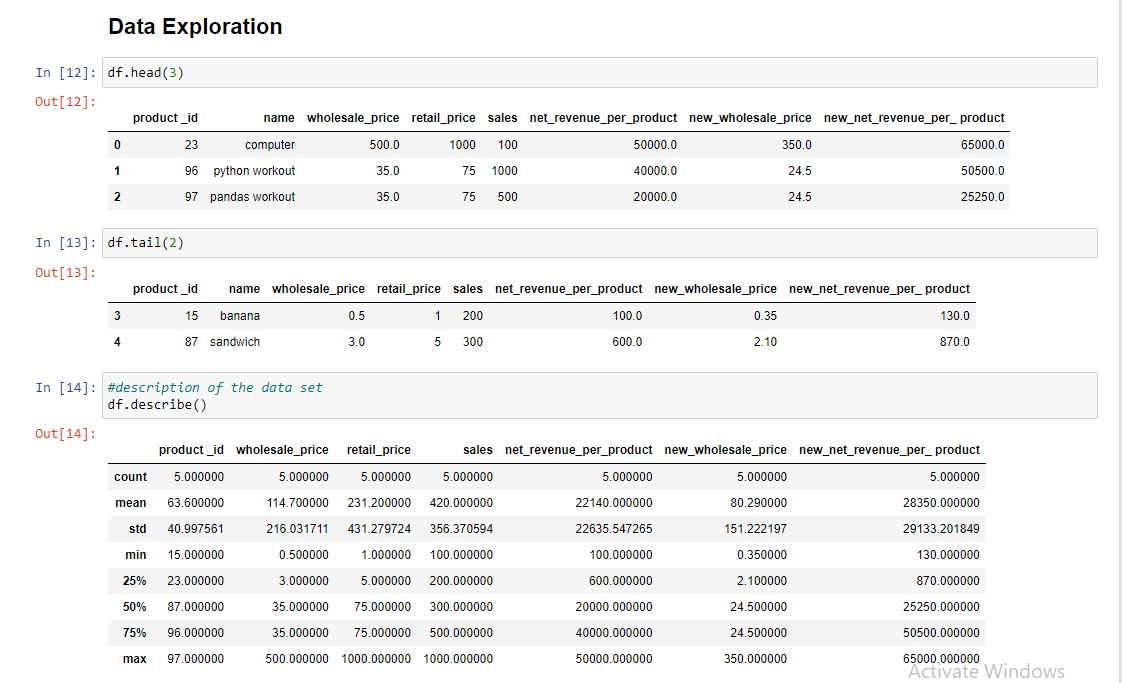 Data Exploration
In [12]: df.head(3)
Out[12]:
product _id name wholesale_price retail_price sales net_revenue_per_product new_wholesale_price new_net_revenue_per_ product
0 23 computer 500.0 1000 100 50000.0 350.0 65000.0
1 96 python workout 35.0 75 1000 40000.0 24.5 50500.0
2 97 pandas workout 35.0 75 500 20000.0 24.5 25250.0
In [13]: df.tail(2)
Out[13]:
product _id name wholesale_price retail_price sales net_revenue_per_product new_wholesale_price new_net_revenue_per_ product
3 15 banana 0.5 1 200 100.0 0.35 130.0
4 87 sandwich 3.0 5 300 600.0 2.10 870.0
In [14]: #description of the data set
df.describe()
Out[14]:
product _id wholesale_price retail_price sales net_revenue_per_product new_wholesale_price new_net_revenue_per_ product
count 5.000000 5.000000 5.000000 5.000000 5.000000 5.000000 5.000000
mean 63.600000 114.700000 231.200000 420.000000 22140.000000 80.290000 28350.000000
std 40.997561 216.031711 431.279724 356.370594 22635.547265 151.222197 29133.201849
min 15.000000 0.500000 1.000000 100.000000 100.000000 0.350000 130.000000
25% 23.000000 3.000000 5.000000 200.000000 600.000000 2.100000 870.000000
50% 87.000000 35.000000 75.000000 300.000000 20000.000000 24.500000 25250.000000
75% 96.000000 35.000000 75.000000 500.000000 40000.000000 24.500000 50500.000000
max 97.000000 500.000000 1000.000000 1000.000000 50000.000000 350.000000 65000.000000
Activate Windows